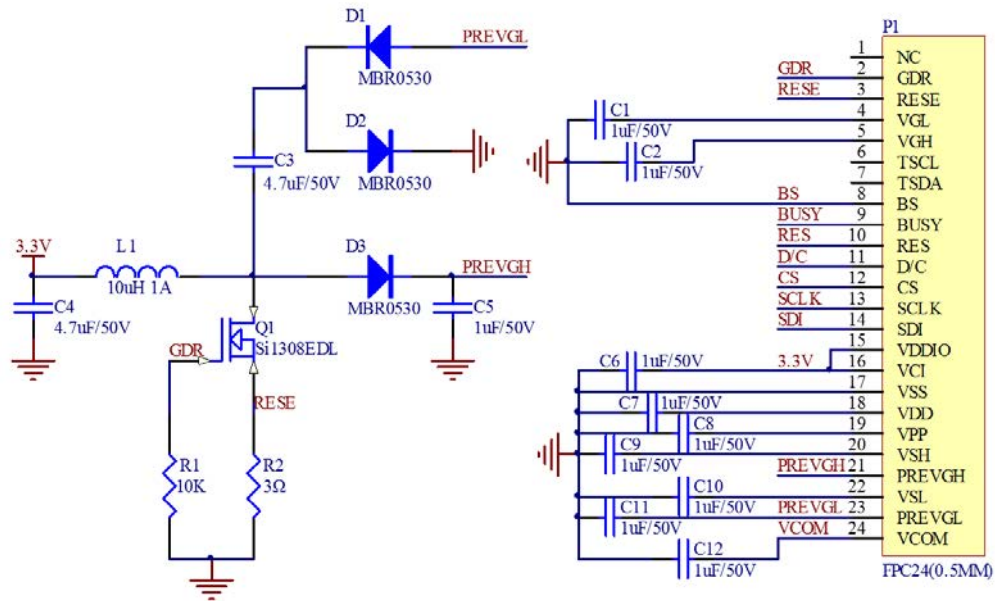 D1
PREVGL
MBR0530
D2
MBR0530
C3
4.7uF/50V
3.3V
L1
10uH 1A
D3
PREVGH
MBR0530
C4
4.7uF/50V
C5
1uF/50V
Q1
Si1308EDL
GDR
RESE
R1
10K
R2
3Ω
P1
1 NC
GDR 2 GDR
RESE 3 RESE
C1 4 VGL
1uF/50V
5 VGH
C2
1uF/50V
6 TSCL
7 TSDA
BS 8 BS
BUSY 9 BUSY
RES 10 RES
D/C 11 D/C
CS 12 CS
SCLK 13 SCLK
SDI 14 SDI
15 VDDIO
C6 1uF/50V 3.3V 16 VCI
17 VSS
C7 1uF/50V 18 VDD
C8 19 VPP
1uF/50V
C9 20 VSH
1uF/50V
PREVGH 21 PREVGH
C10 22 VSL
1uF/50V
C11 PREVGL 23 PREVGL
1uF/50V
VCOM 24 VCOM
C12
1uF/50V
FPC24(0.5MM)